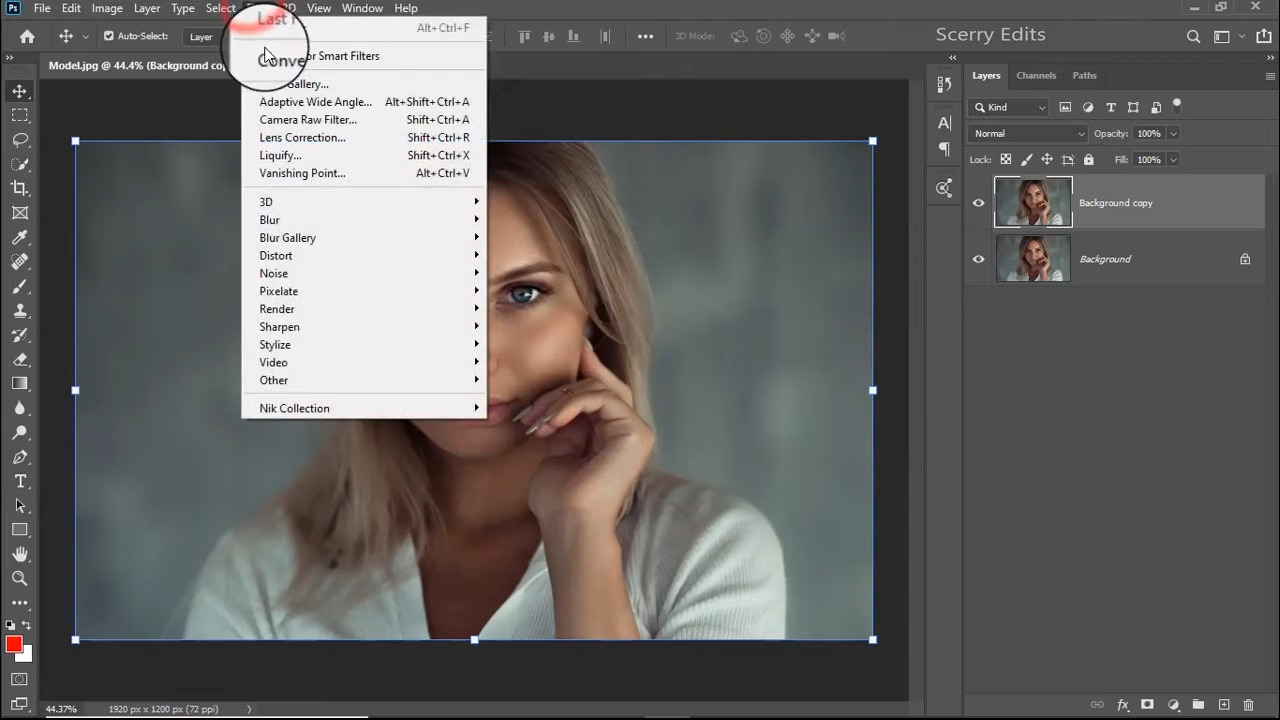 Ps File Edit Image Layer Type Select 3D View Window Help
Auto-Select: Layer 3D Mode: Scerry Edits
Model.jpg @ 44.4% (Background co
Last F Alt+Ctrl+F
Conve or Smart Filters
Gallery...
Adaptive Wide Angle... Alt+Shift+Ctrl+A
Camera Raw Filter... Shift+Ctrl+A
Lens Correction... Shift+Ctrl+R
Liquify... Shift+Ctrl+X
Vanishing Point... Alt+Ctrl+V
3D
Blur
Blur Gallery
Distort
Noise
Pixelate
Render
Sharpen
Stylize
Video
Other
Nik Collection
Layers Channels Paths
Kind
Normal Opacity: 100%
Lock: Fill: 100%
Background copy
Background
44.37% 1920 px x 1200 px (72 ppi)